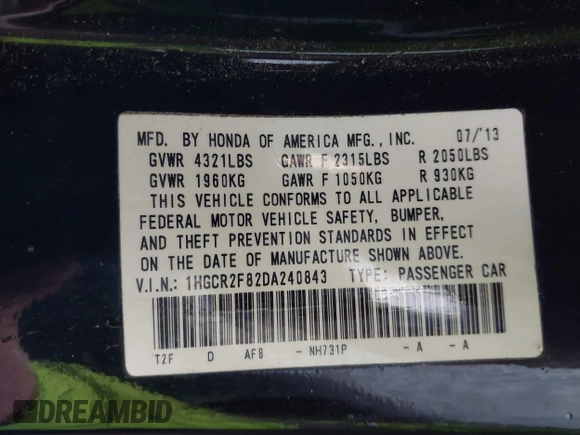 MFD. BY HONDA OF AMERICA MFG., INC. 07/'13
GVWR 4321LBS GAWR F 2315LBS R 2050LBS
GVWR 1960KG GAWR F 1050KG R 930KG
THIS VEHICLE CONFORMS TO ALL APPLICABLE
FEDERAL MOTOR VEHICLE SAFETY, BUMPER,
AND THEFT PREVENTION STANDARDS IN EFFECT
ON THE DATE OF MANUFACTURE SHOWN ABOVE.
V.I.N.: 1HGCR2F82DA240843 TYPE: PASSENGER CAR
T2F D AF8 - NH731P - A - A
DREAMBID